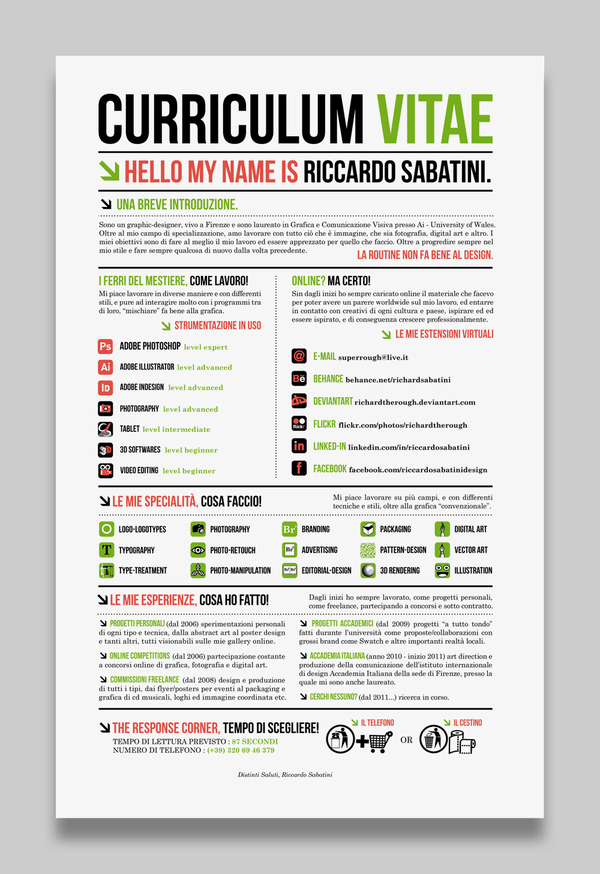 CURRICULUM VITAE
HELLO MY NAME IS RICCARDO SABATINI.
UNA BREVE INTRODUZIONE.
Sono un graphic-designer, vivo a Firenze e sono laureato in Grafica e Comunicazione Visiva presso Ai - University of Wales.
Oltre al mio campo di specializzazione, amo lavorare con tutto ciò che è immagine, che sia fotografia, digital art e altro. I
miei obiettivi sono di fare al meglio il mio lavoro ed essere apprezzato per quello che faccio. Oltre a progredire sempre nel
mio stile e fare sempre qualcosa di nuovo dalla volta precedente.
LA ROUTINE NON FA BENE AL DESIGN.
I FERRI DEL MESTIERE, COME LAVORO!
Mi piace lavorare in diverse maniere e con differenti
stili, e pure ad interagire molto con i programmi tra
di loro, “mischiare” fa bene alla grafica.
STRUMENTAZIONE IN USO
Ps ADOBE PHOTOSHOP level expert
Ai ADOBE ILLUSTRATOR level advanced
ID ADOBE INDESIGN level advanced
PHOTOGRAPHY level advanced
TABLET level intermediate
3D SOFTWARES level beginner
VIDEO EDITING level beginner
ONLINE? MA CERTO!
Sin dagli inizi ho sempre caricato online il materiale che facevo
per poter avere un parere worldwide sul mio lavoro, ed entrare
in contatto con creativi di ogni cultura e paese, ispirare ed ed
essere ispirato, e di conseguenza crescere professionalmente.
LE MIE ESTENSIONI VIRTUALI
@ E-MAIL superrough@live.it
Bē BEHANCE behance.net/richardsabatini
DEVIANTART richardtherough.deviantart.com
flickr FLICKR flickr.com/photos/richardtherough
in LINKED-IN linkedin.com/in/riccardosabatini
f FACEBOOK facebook.com/riccardosabatinidesign
LE MIE SPECIALITÀ, COSA FACCIO!
Mi piace lavorare su più campi, e con differenti
tecniche e stili, oltre alla grafica “convenzionale”.
LOGO-LOGOTYPES PHOTOGRAPHY Br BRANDING PACKAGING DIGITAL ART
T TYPOGRAPHY PHOTO-RETOUCH ADVERTISING PATTERN-DESIGN VECTOR ART
TYPE-TREATMENT PHOTO-MANIPULATION EDITORIAL-DESIGN 3D RENDERING ILLUSTRATION
LE MIE ESPERIENZE, COSA HO FATTO!
Dagli inizi ho sempre lavorato, come progetti personali,
come freelance, partecipando a concorsi e sotto contratto.
PROGETTI PERSONALI (dal 2006) sperimentazioni personali
di ogni tipo e tecnica, dalla abstract art al poster design
e tanti altri, tutti visionabili sulle mie gallery online.
ONLINE COMPETITIONS (dal 2006) partecipazione costante
a concorsi online di grafica, fotografia e digital art.
COMMISSIONI FREELANCE (dal 2008) design e produzione
di tutti i tipi, dai flyer/posters per eventi al packaging e
grafica di cd musicali, loghi ed immagine coordinata etc.
PROGETTI ACCADEMICI (dal 2009) progetti “a tutto tondo”
fatti durante l'università come proposte/collaborazioni con
grossi brand come Swatch e altre importanti realtà locali.
ACCADEMIA ITALIANA (anno 2010 - inizio 2011) art direction e
produzione della comunicazione dell'istituto internazionale
di design Accademia Italiana della sede di Firenze, presso la
quale mi sono anche laureato.
CERCHI NESSUNO? (dal 2011...) ricerca in corso.
THE RESPONSE CORNER, TEMPO DI SCEGLIERE!
TEMPO DI LETTURA PREVISTO : 87 SECONDI
NUMERO DI TELEFONO : (+39) 320 69 46 379
IL TELEFONO
OR
IL CESTINO
Distinti Saluti, Riccardo Sabatini